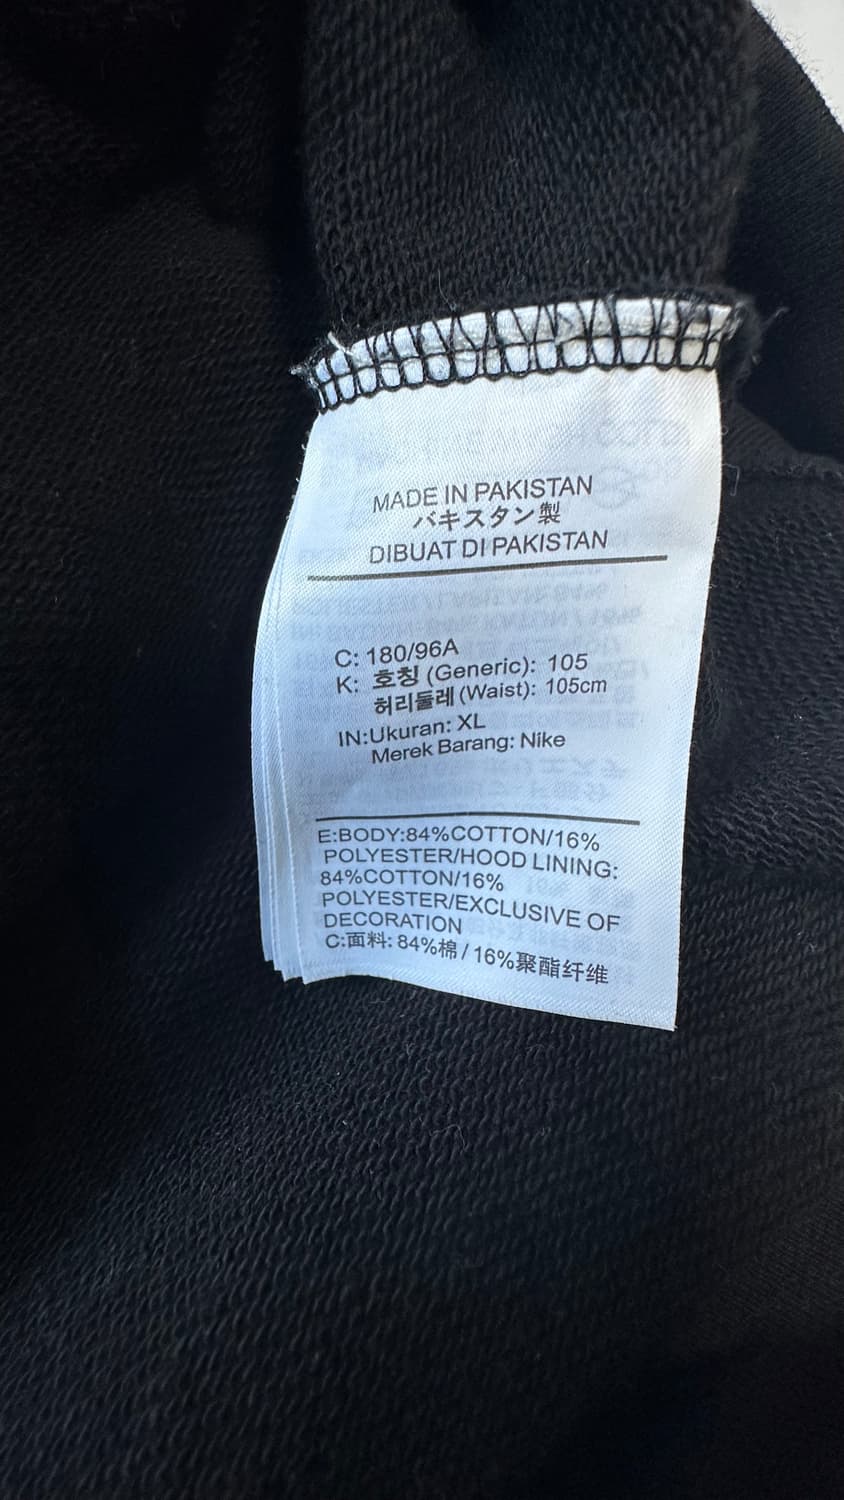 MADE IN PAKISTAN
パキスタン製
DIBUAT DI PAKISTAN
C: 180/96A
K: 호칭 (Generic): 105
허리둘레 (Waist): 105cm
IN:Ukuran: XL
Merek Barang: Nike
E:BODY:84%COTTON/16%
POLYESTER/HOOD LINING:
84%COTTON/16%
POLYESTER/EXCLUSIVE OF
DECORATION
C:面料: 84%棉 / 16%聚酯纤维